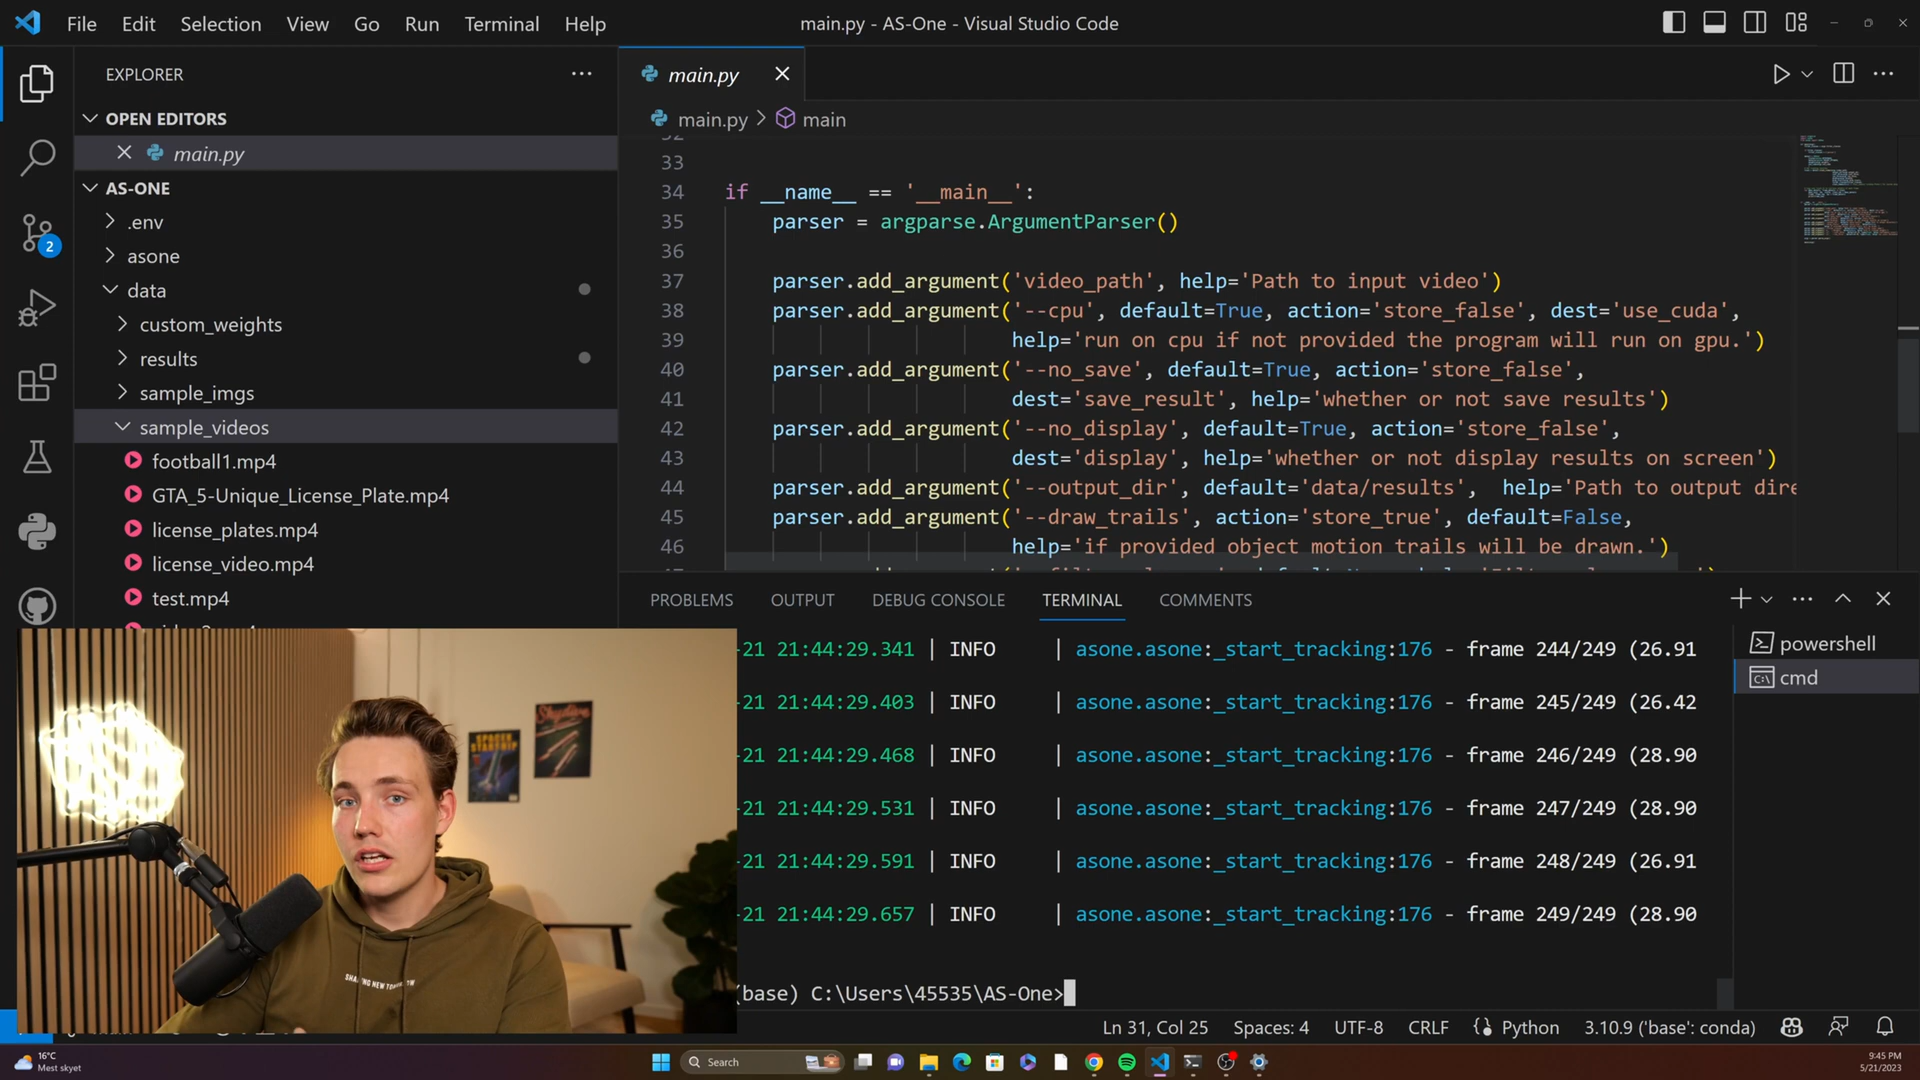 File Edit Selection View Go Run Terminal Help
main.py - AS-One - Visual Studio Code
EXPLORER
OPEN EDITORS
main.py
AS-ONE
.env
asone
data
custom_weights
results
sample_imgs
sample_videos
football1.mp4
GTA_5-Unique_License_Plate.mp4
license_plates.mp4
license_video.mp4
test.mp4
2
main.py
main.py > main
33
34 if __name__ == '__main__':
35 parser = argparse.ArgumentParser()
36
37 parser.add_argument('video_path', help='Path to input video')
38 parser.add_argument('--cpu', default=True, action='store_false', dest='use_cuda',
39 help='run on cpu if not provided the program will run on gpu.')
40 parser.add_argument('--no_save', default=True, action='store_false',
41 dest='save_result', help='whether or not save results')
42 parser.add_argument('--no_display', default=True, action='store_false',
43 dest='display', help='whether or not display results on screen')
44 parser.add_argument('--output_dir', default='data/results', help='Path to output dire
45 parser.add_argument('--draw_trails', action='store_true', default=False,
46 help='if provided object motion trails will be drawn.')
PROBLEMS OUTPUT DEBUG CONSOLE TERMINAL COMMENTS
-21 21:44:29.341 | INFO | asone.asone:_start_tracking:176 - frame 244/249 (26.91
-21 21:44:29.403 | INFO | asone.asone:_start_tracking:176 - frame 245/249 (26.42
-21 21:44:29.468 | INFO | asone.asone:_start_tracking:176 - frame 246/249 (28.90
-21 21:44:29.531 | INFO | asone.asone:_start_tracking:176 - frame 247/249 (28.90
-21 21:44:29.591 | INFO | asone.asone:_start_tracking:176 - frame 248/249 (26.91
-21 21:44:29.657 | INFO | asone.asone:_start_tracking:176 - frame 249/249 (28.90
(base) C:\Users\45535\AS-One>
powershell
cmd
Ln 31, Col 25 Spaces: 4 UTF-8 CRLF Python 3.10.9 ('base': conda)
16°C
Mest skyet
Search
9:45 PM
5/21/2023